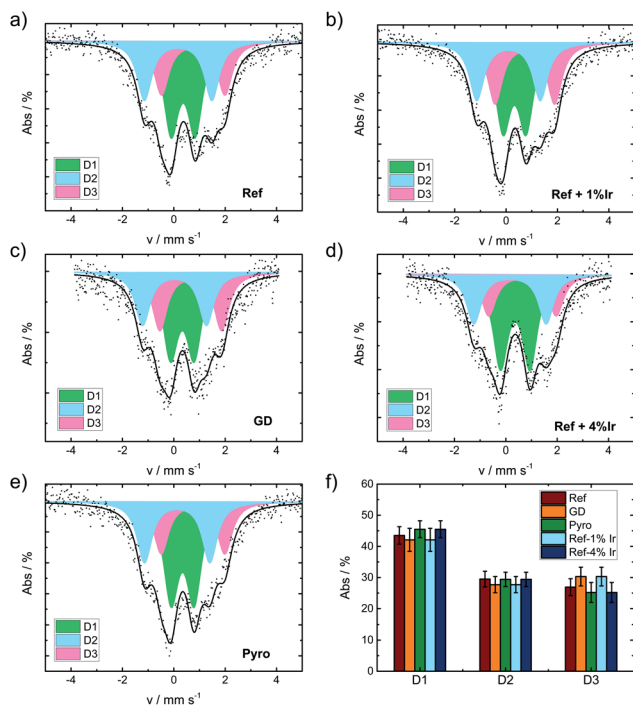 a)
Abs / %
D1
D2
D3
Ref
-4 -2 0 2 4
v / mm s⁻¹
b)
Abs / %
D1
D2
D3
Ref + 1%Ir
-4 -2 0 2 4
v / mm s⁻¹
c)
Abs / %
D1
D2
D3
GD
-4 -2 0 2 4
v / mm s⁻¹
d)
Abs / %
D1
D2
D3
Ref + 4%Ir
-4 -2 0 2 4
v / mm s⁻¹
e)
Abs / %
D1
D2
D3
Pyro
-4 -2 0 2 4
v / mm s⁻¹
f)
Abs / %
60
50
40
30
20
10
0
Ref
GD
Pyro
Ref-1% Ir
Ref-4% Ir
D1 D2 D3